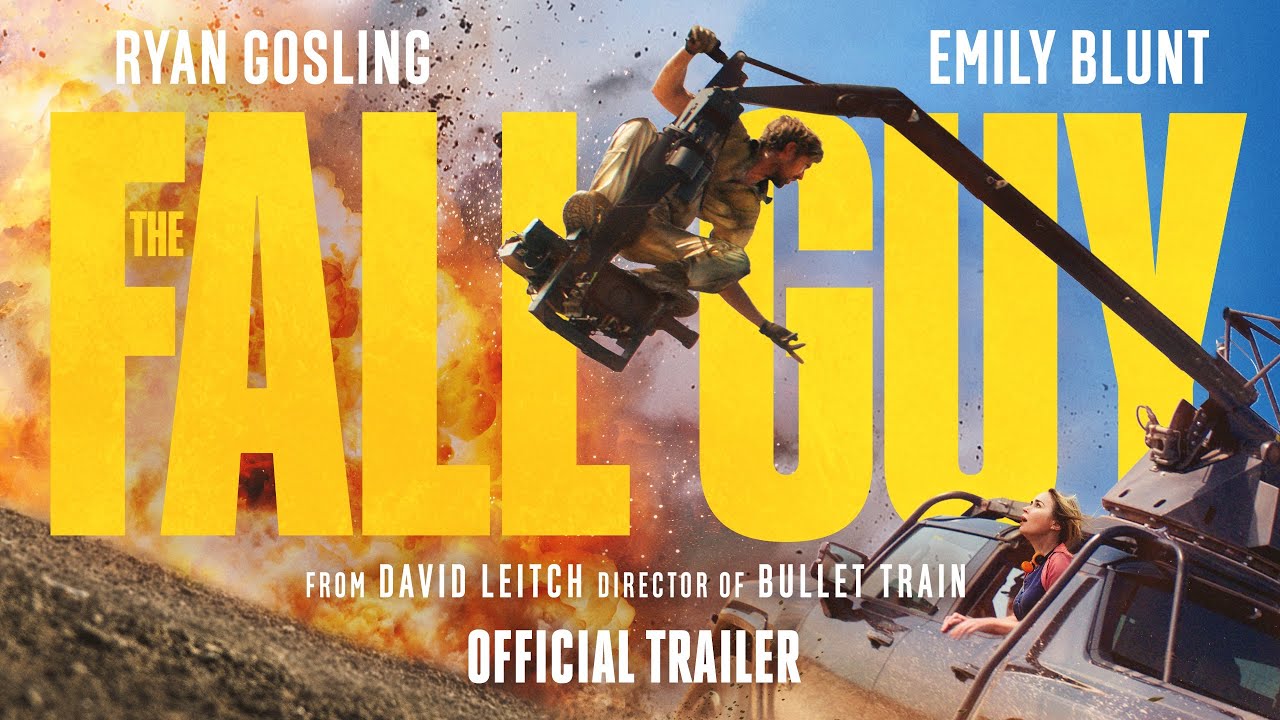 RYAN GOSLING
EMILY BLUNT
THE
FALL GUY
FROM DAVID LEITCH DIRECTOR OF BULLET TRAIN
OFFICIAL TRAILER